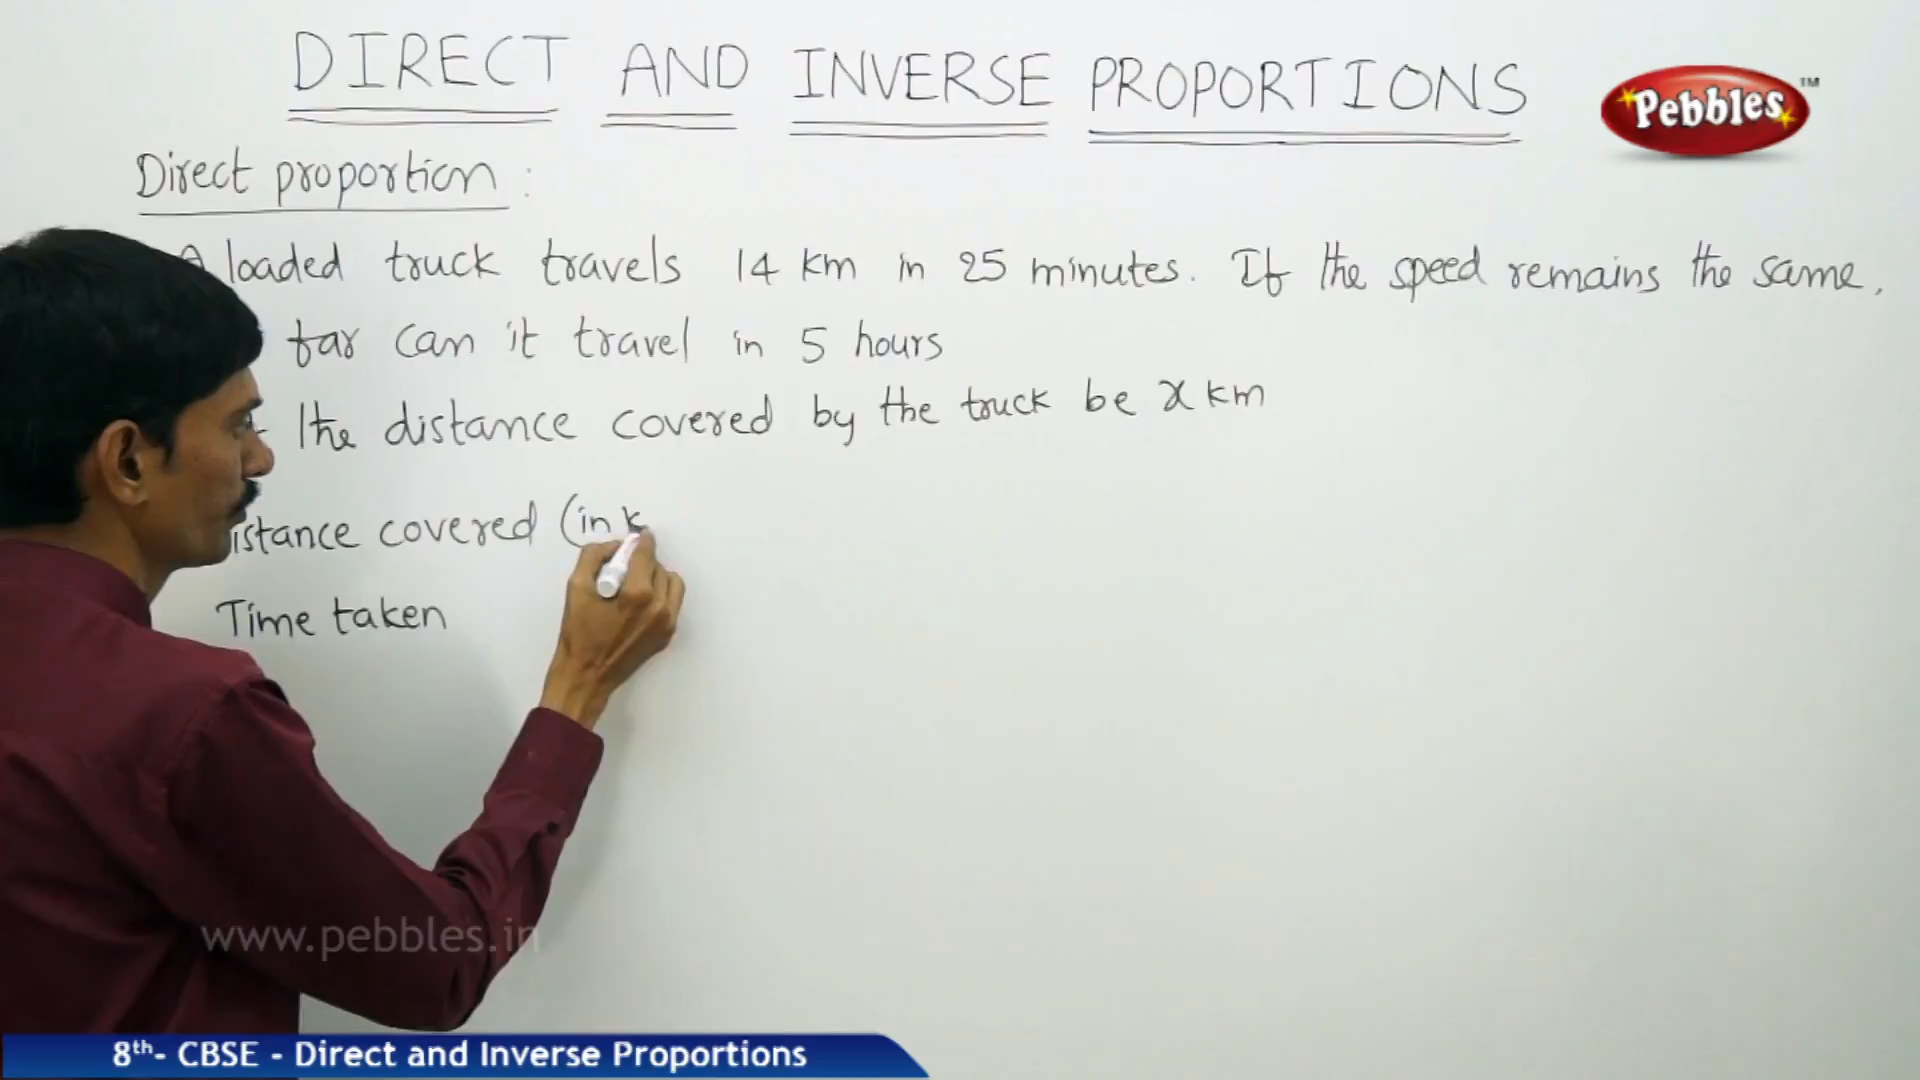 DIRECT AND INVERSE PROPORTIONS
Pebbles TM
Direct proportion :
A loaded truck travels 14 km in 25 minutes. If the speed remains the same,
far can it travel in 5 hours
the distance covered by the truck be x km
istance covered (in k
Time taken
www.pebbles.in
8th- CBSE - Direct and Inverse Proportions